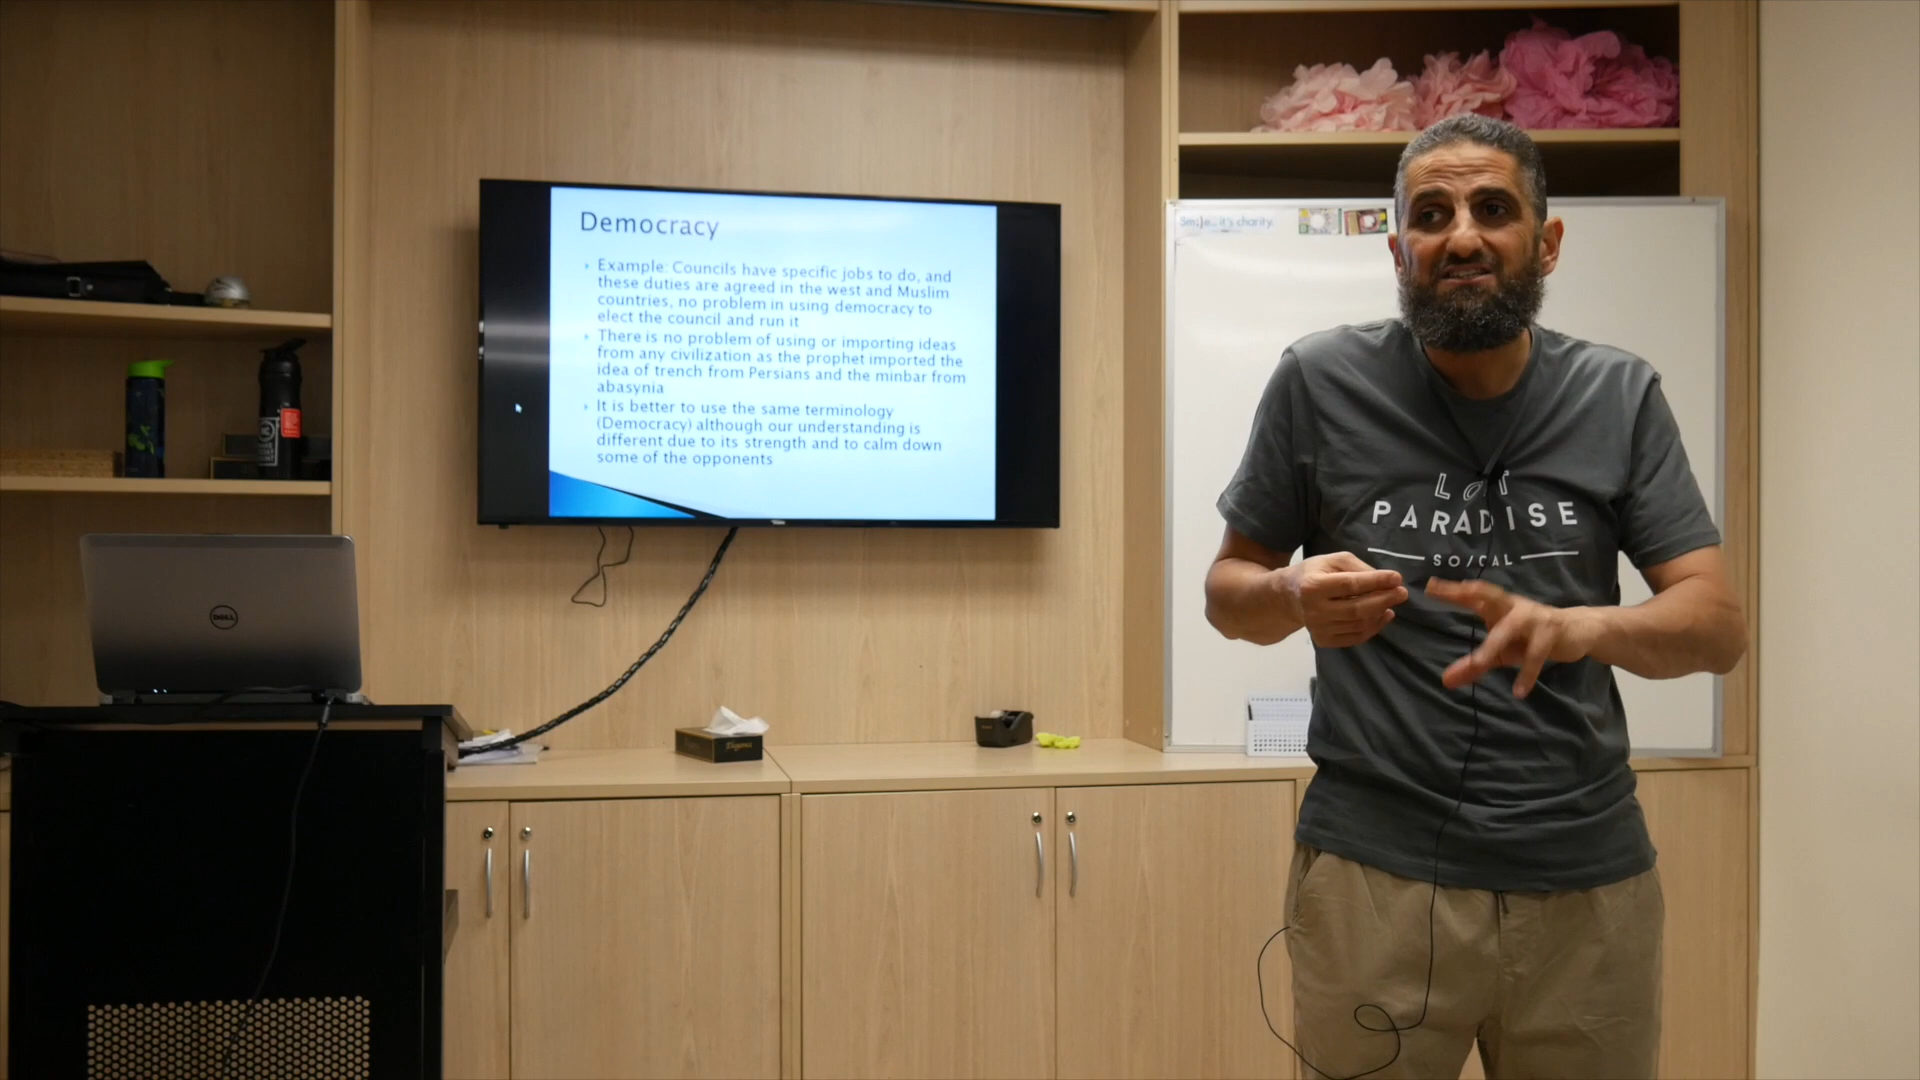 Democracy
Example: Councils have specific jobs to do, and
these duties are agreed in the west and Muslim
countries, no problem in using democracy to
elect the council and run it
There is no problem of using or importing ideas
from any civilization as the prophet imported the
idea of trench from Persians and the minbar from
abasynia
It is better to use the same terminology
(Democracy) although our understanding is
different due to its strength and to calm down
some of the opponents
it's charity.
PARADISE
DELL